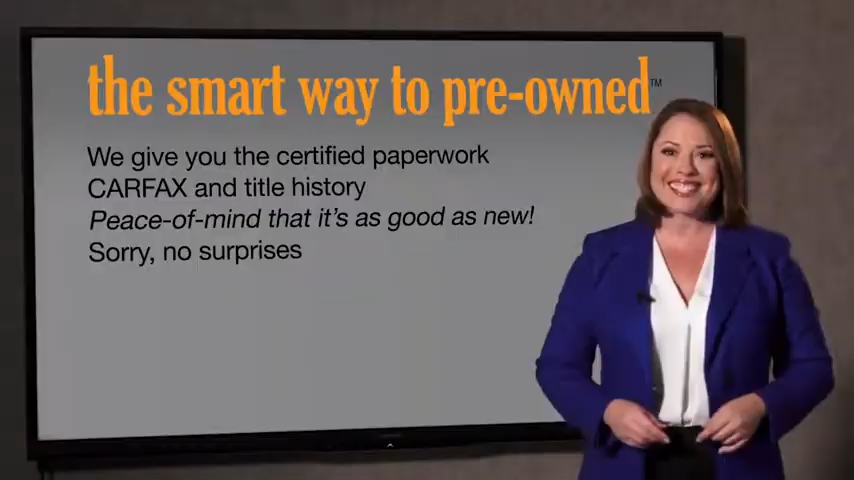 the smart way to pre-owned™
We give you the certified paperwork
CARFAX and title history
Peace-of-mind that it's as good as new!
Sorry, no surprises